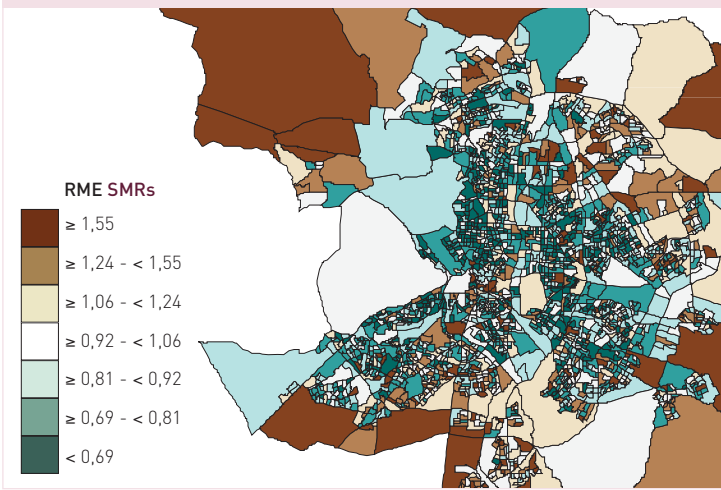 RME SMRs
≥ 1,55
≥ 1,24 - < 1,55
≥ 1,06 - < 1,24
≥ 0,92 - < 1,06
≥ 0,81 - < 0,92
≥ 0,69 - < 0,81
< 0,69